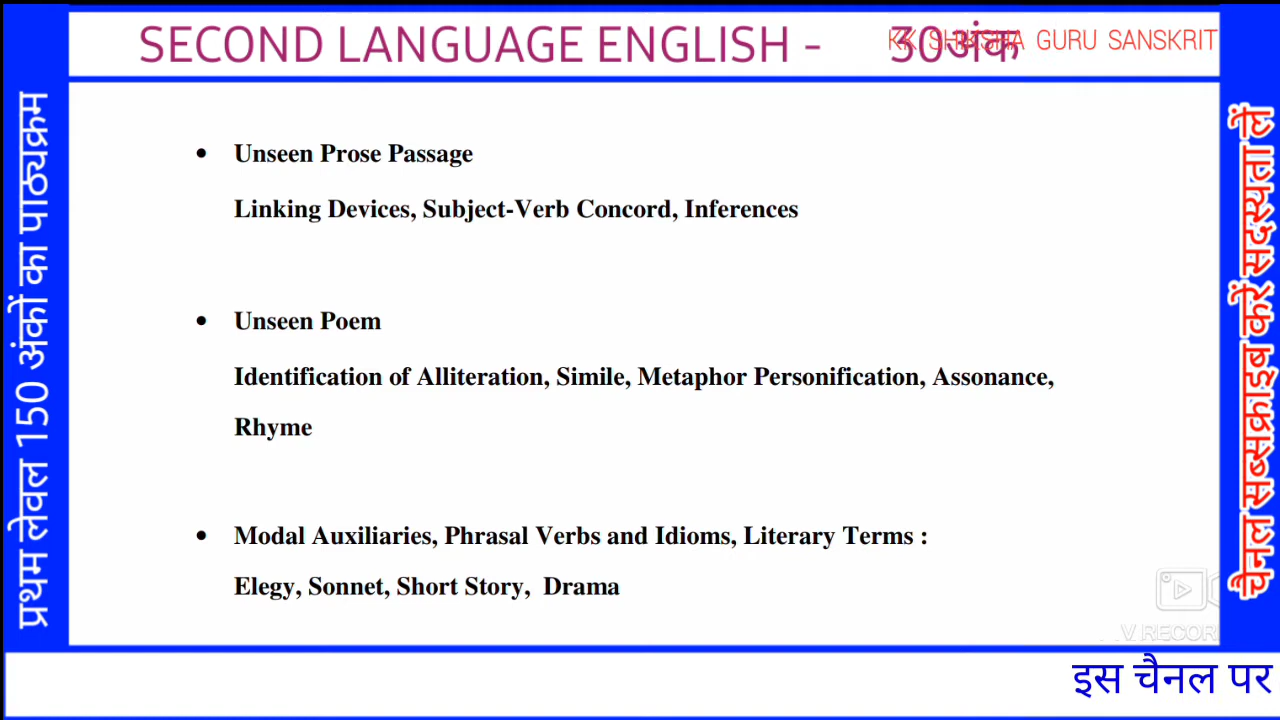 SECOND LANGUAGE ENGLISH - 30अंक
KK SHIKSHA GURU SANSKRIT
प्रथम लेवल 150 अंकों का पाठ्यक्रम
• Unseen Prose Passage
Linking Devices, Subject-Verb Concord, Inferences
• Unseen Poem
Identification of Alliteration, Simile, Metaphor Personification, Assonance,
Rhyme
• Modal Auxiliaries, Phrasal Verbs and Idioms, Literary Terms :
Elegy, Sonnet, Short Story, Drama
चैनल सब्सक्राइब करें सदस्यता लें
इस चैनल पर